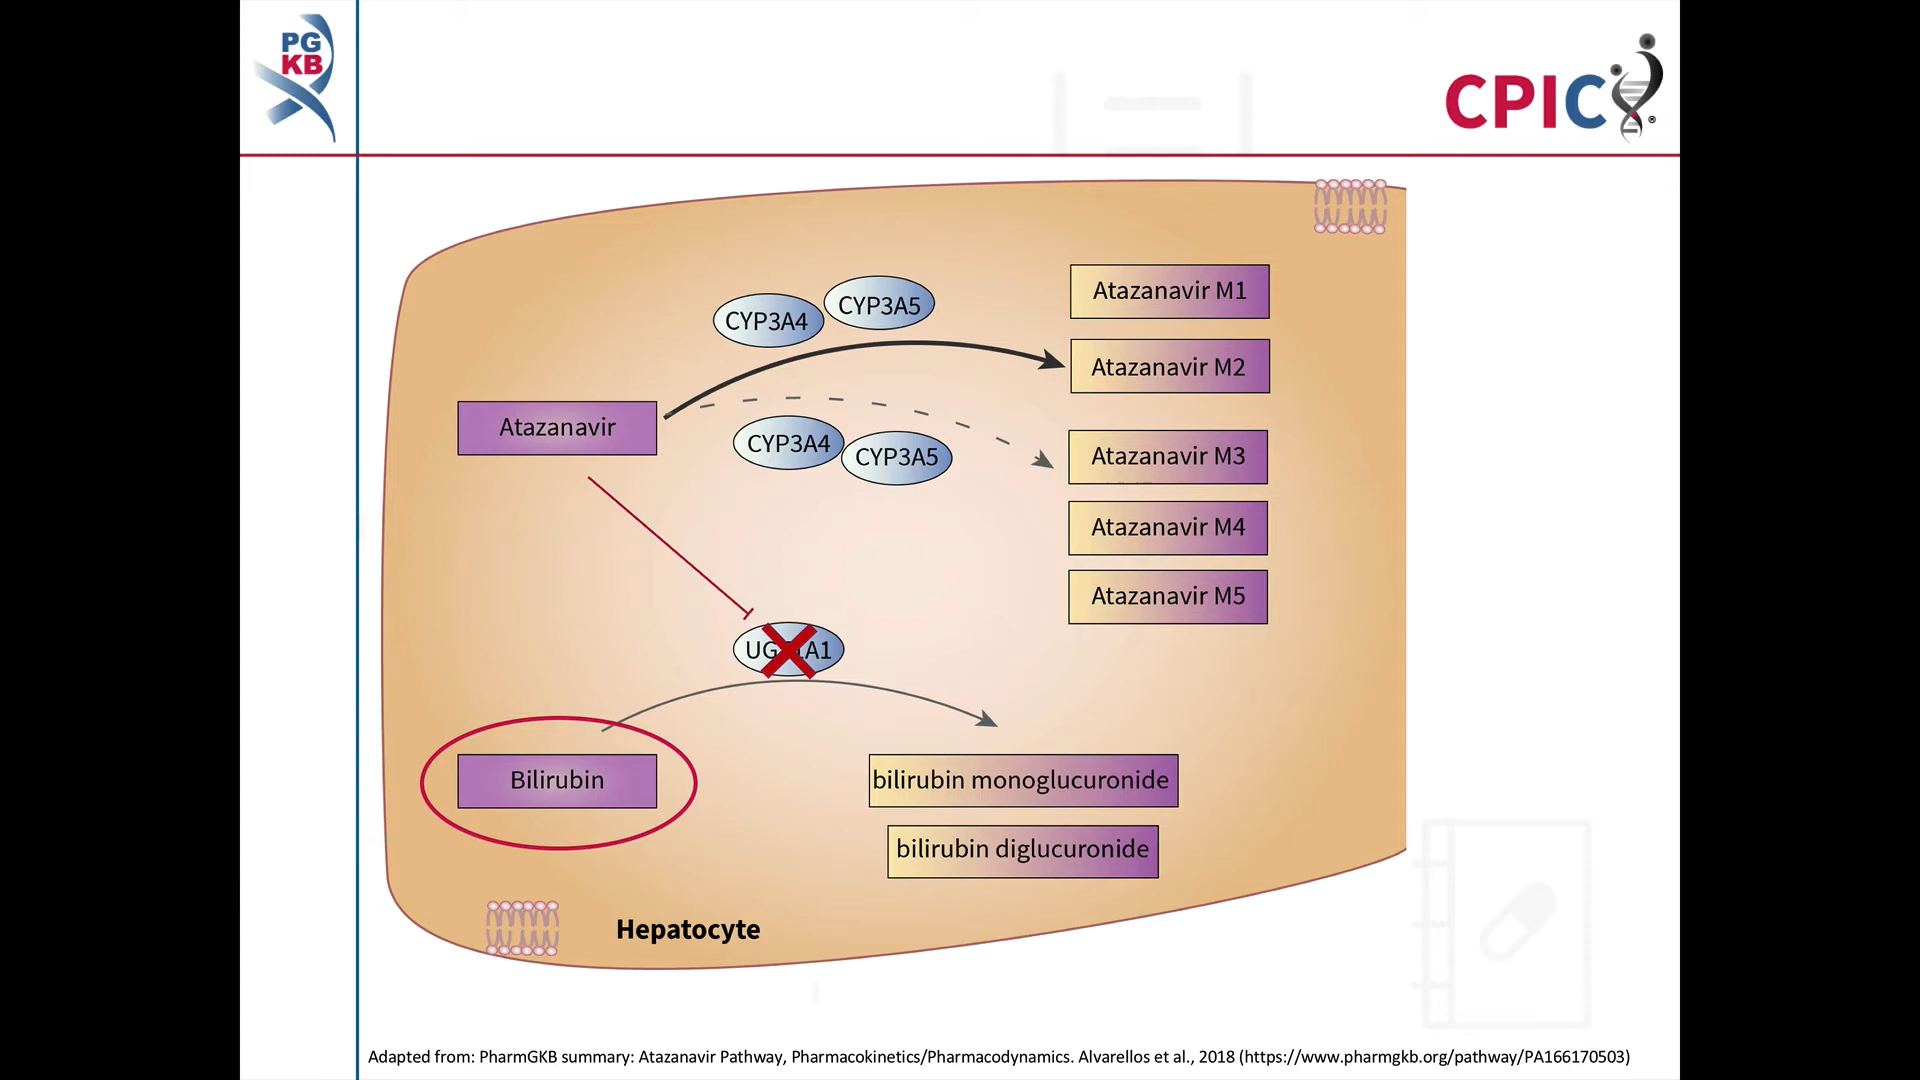 PG
KB
CPIC
®
CYP3A4
CYP3A5
Atazanavir M1
Atazanavir M2
Atazanavir
CYP3A4
CYP3A5
Atazanavir M3
Atazanavir M4
Atazanavir M5
Bilirubin
bilirubin monoglucuronide
bilirubin diglucuronide
Hepatocyte
Adapted from: PharmGKB summary: Atazanavir Pathway, Pharmacokinetics/Pharmacodynamics. Alvarellos et al., 2018 (https://www.pharmgkb.org/pathway/PA166170503)